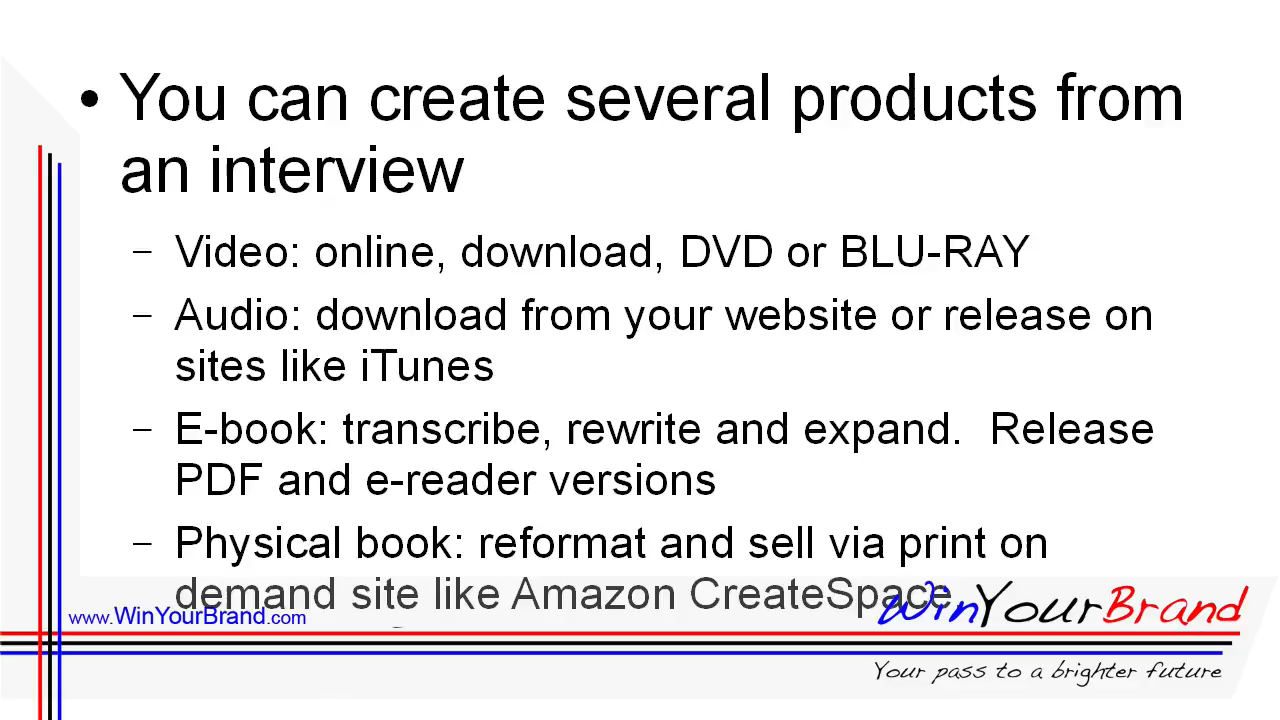 • You can create several products from
an interview
– Video: online, download, DVD or BLU-RAY
– Audio: download from your website or release on
sites like iTunes
– E-book: transcribe, rewrite and expand.  Release
PDF and e-reader versions
– Physical book: reformat and sell via print on
demand site like Amazon CreateSpace
www.WinYourBrand.com
WinYourBrand
Your pass to a brighter future